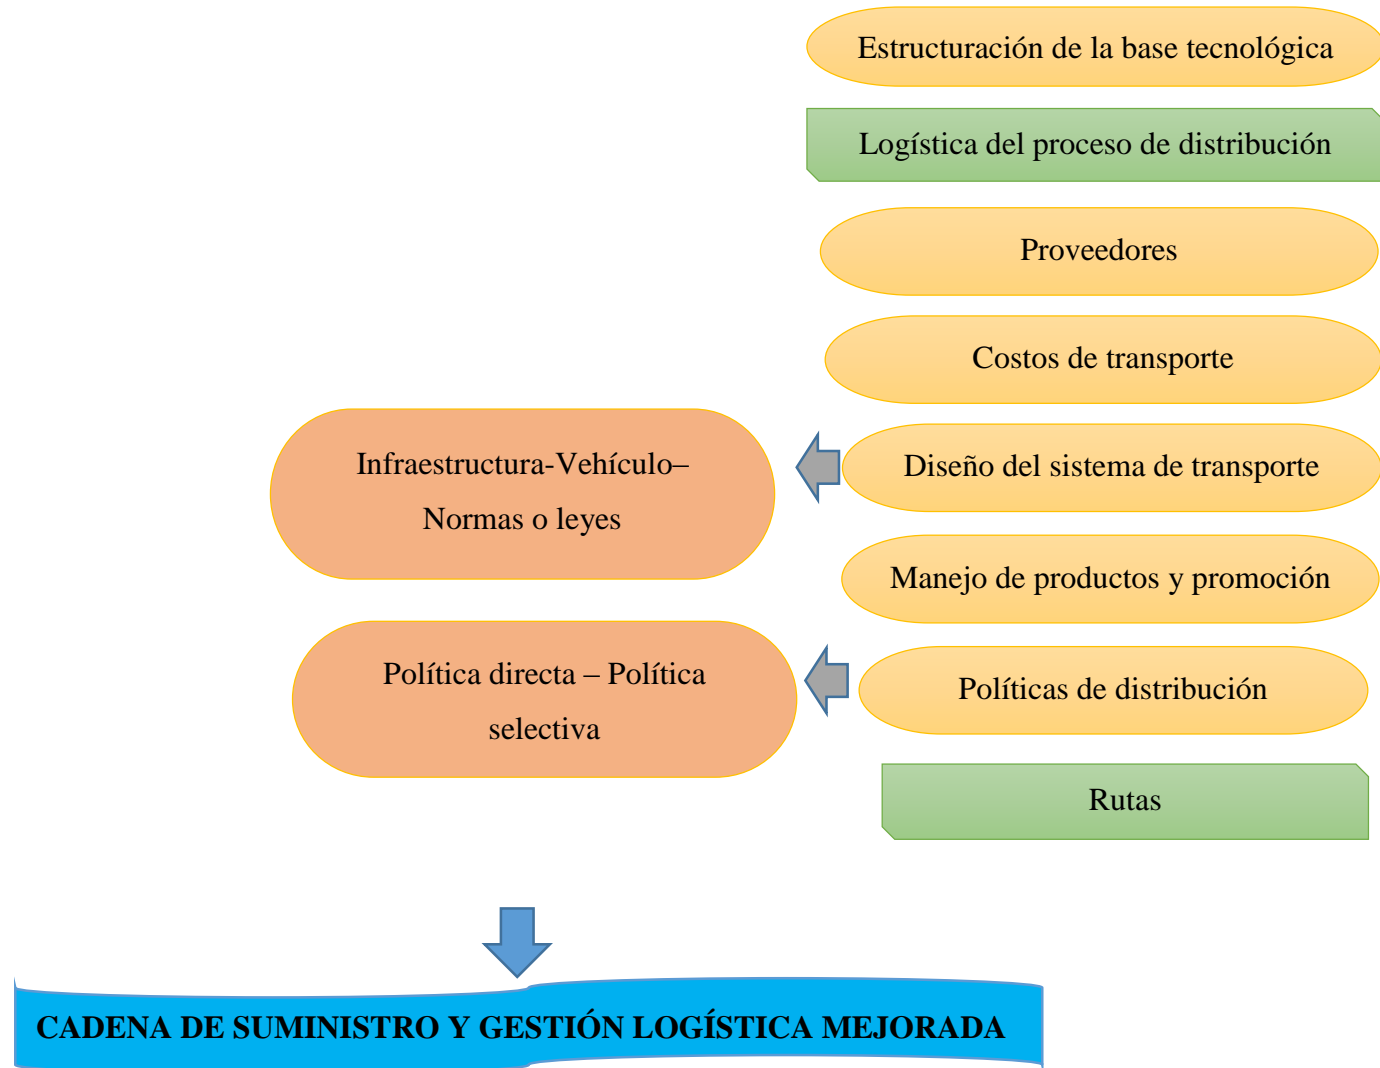 Estructuración de la base tecnológica
Logística del proceso de distribución
Proveedores
Costos de transporte
Diseño del sistema de transporte
Infraestructura-Vehículo–
Normas o leyes
Manejo de productos y promoción
Políticas de distribución
Política directa – Política
selectiva
Rutas
CADENA DE SUMINISTRO Y GESTIÓN LOGÍSTICA MEJORADA